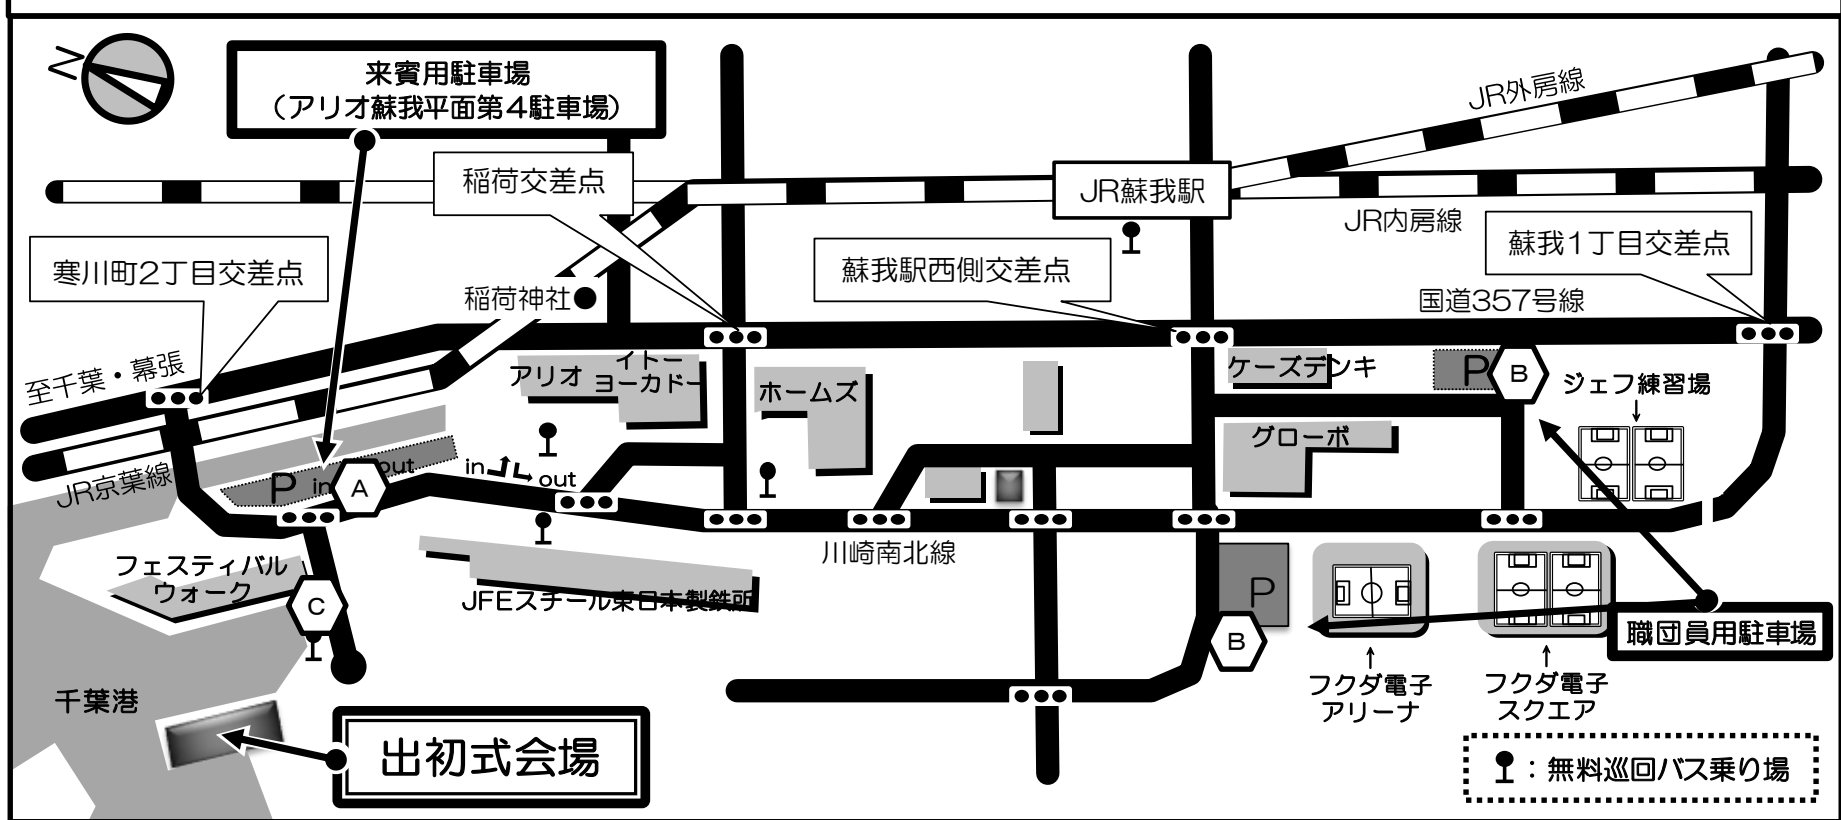 N
来賓用駐車場
（アリオ蘇我平面第4駐車場）
JR外房線
稲荷交差点
JR蘇我駅
JR内房線
蘇我1丁目交差点
寒川町2丁目交差点
蘇我駅西側交差点
稲荷神社
国道357号線
至千葉・幕張
アリオ
イトー
ヨーカドー
ホームズ
ケーズデンキ
P
B
ジェフ練習場
グローボ
JR京葉線
P
in
A
out
in
out
川崎南北線
フェスティバル
ウォーク
C
JFEスチール東日本製鉄所
P
B
職団員用駐車場
フクダ電子
アリーナ
フクダ電子
スクエア
千葉港
出初式会場
：無料巡回バス乗り場